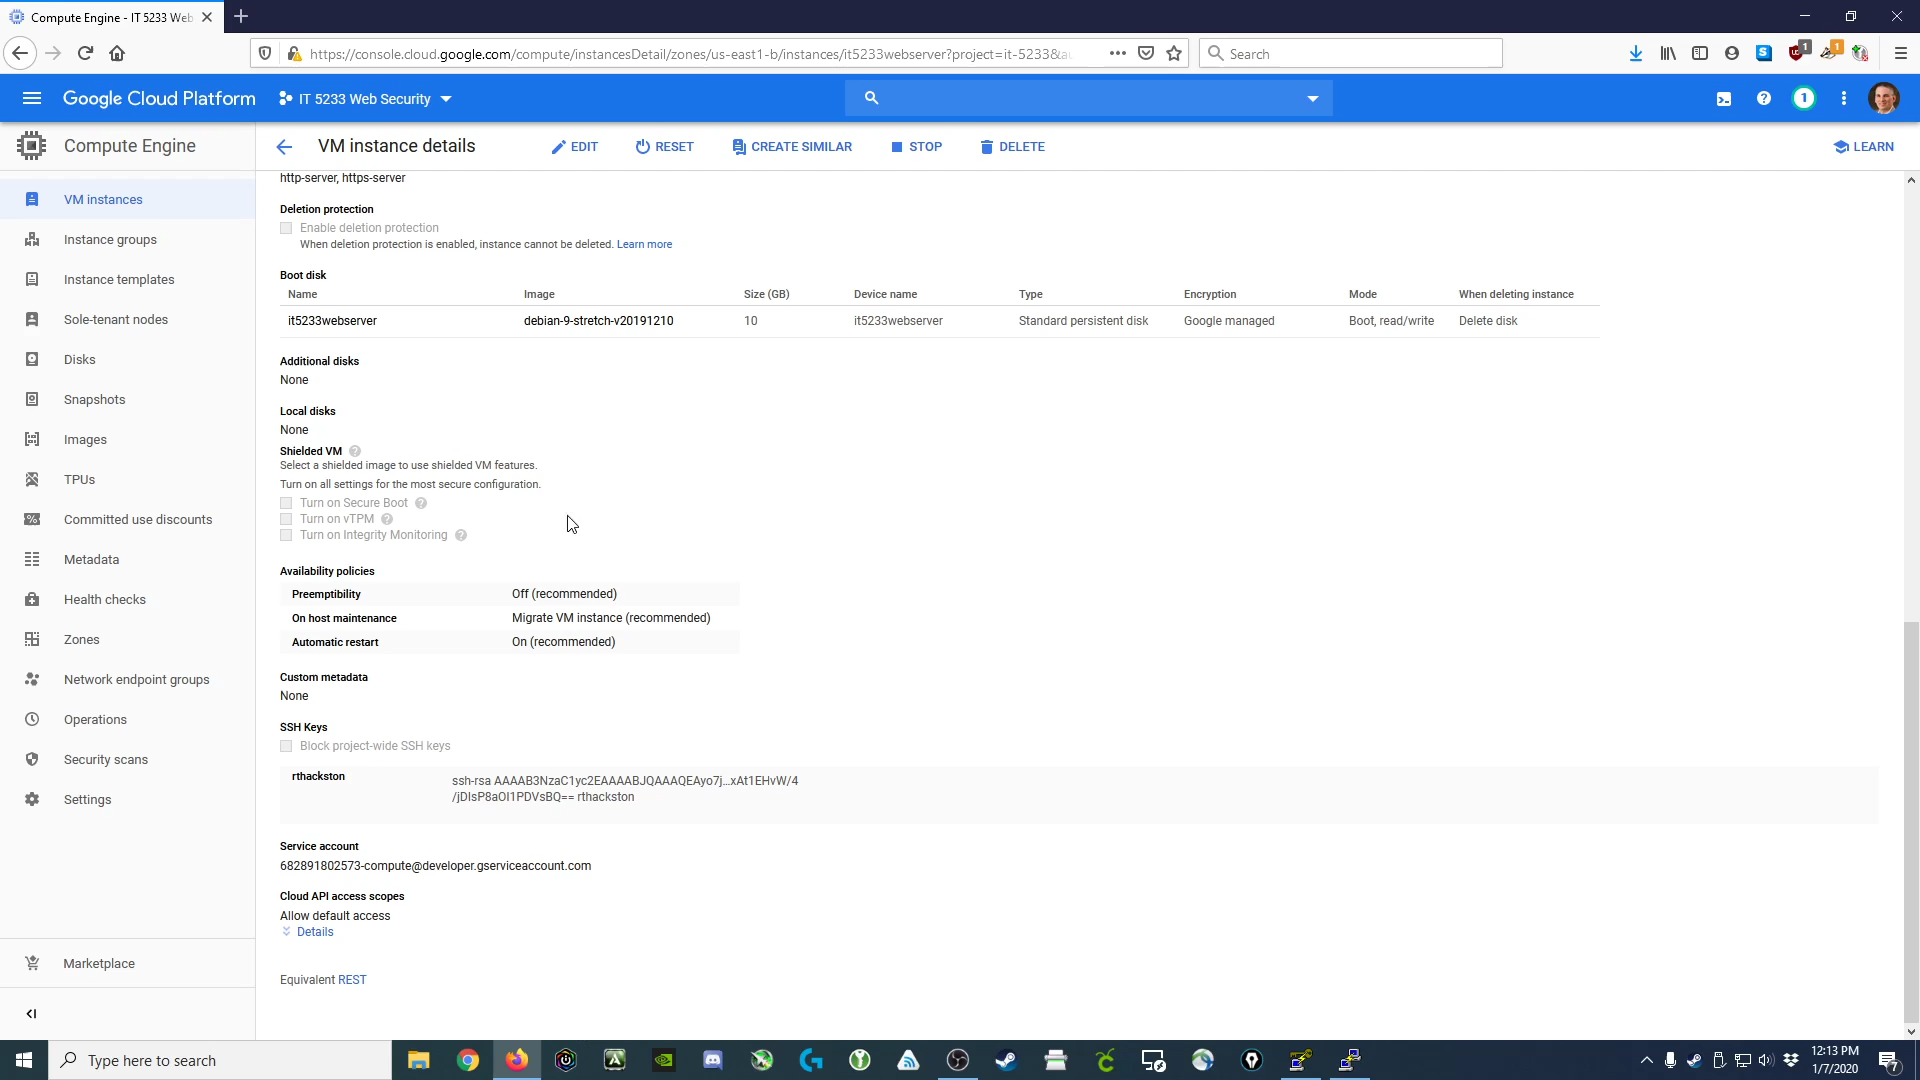 Compute Engine - IT 5233 Web
https://console.cloud.google.com/compute/instancesDetail/zones/us-east1-b/instances/it5233webserver?project=it-5233&
Search
1
1
Google Cloud Platform
IT 5233 Web Security
1
Compute Engine
VM instance details
EDIT
RESET
CREATE SIMILAR
STOP
DELETE
LEARN
VM instances
Instance groups
Instance templates
Sole-tenant nodes
Disks
Snapshots
Images
TPUs
Committed use discounts
Metadata
Health checks
Zones
Network endpoint groups
Operations
Security scans
Settings
Marketplace
http-server, https-server
Deletion protection
Enable deletion protection
When deletion protection is enabled, instance cannot be deleted. Learn more
Boot disk
Name Image Size (GB) Device name Type Encryption Mode When deleting instance
it5233webserver debian-9-stretch-v20191210 10 it5233webserver Standard persistent disk Google managed Boot, read/write Delete disk
Additional disks
None
Local disks
None
Shielded VM
Select a shielded image to use shielded VM features.
Turn on all settings for the most secure configuration.
Turn on Secure Boot
Turn on vTPM
Turn on Integrity Monitoring
Availability policies
Preemptibility Off (recommended)
On host maintenance Migrate VM instance (recommended)
Automatic restart On (recommended)
Custom metadata
None
SSH Keys
Block project-wide SSH keys
rthackston ssh-rsa AAAAB3NzaC1yc2EAAAABJQAAAQEAyo7j…xAt1EHvW/4
/jDIsP8aOI1PDVsBQ== rthackston
Service account
682891802573-compute@developer.gserviceaccount.com
Cloud API access scopes
Allow default access
Details
Equivalent REST
Type here to search
12:13 PM
1/7/2020
7